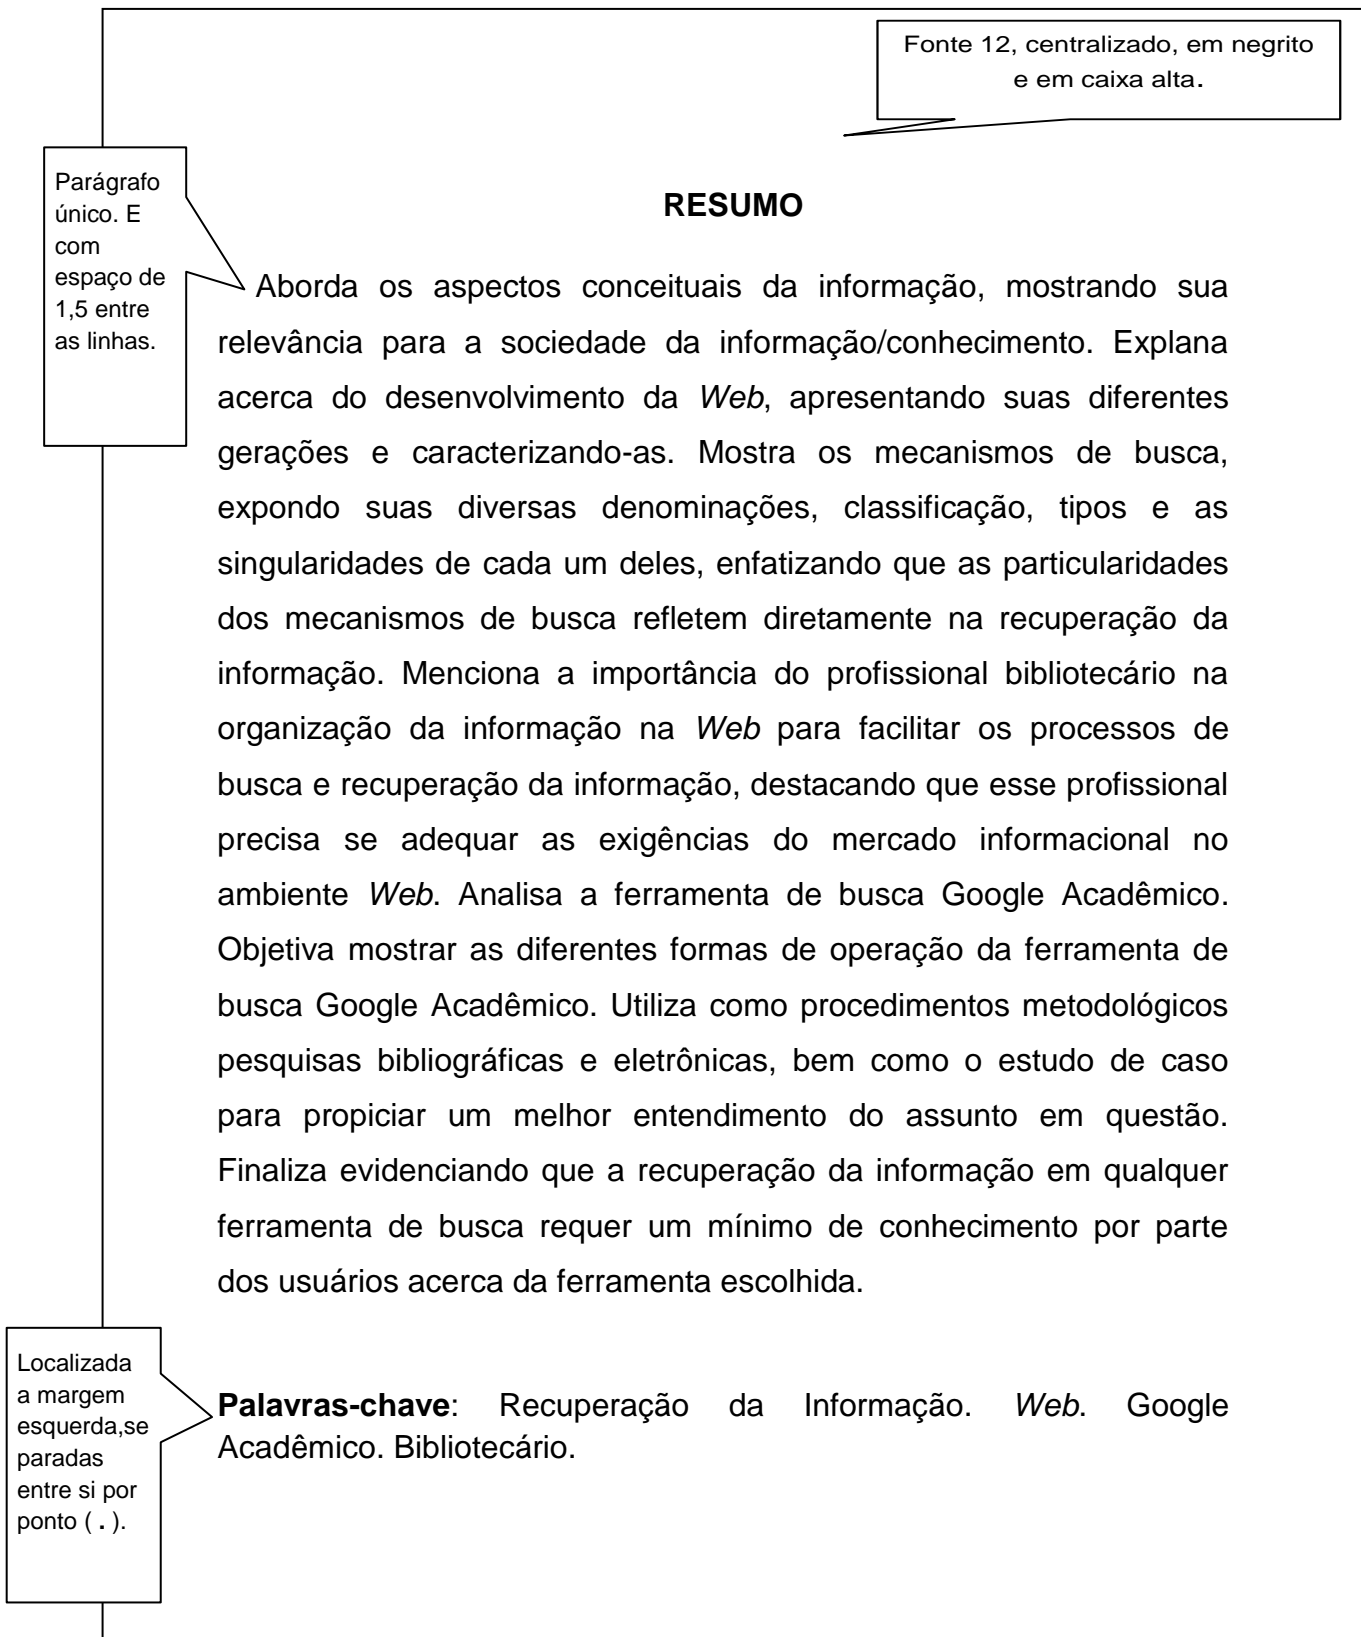 Fonte 12, centralizado, em negrito
e em caixa alta.
Parágrafo
único. E
com
espaço de
1,5 entre
as linhas.
RESUMO
Aborda os aspectos conceituais da informação, mostrando sua
relevância para a sociedade da informação/conhecimento. Explana
acerca do desenvolvimento da Web, apresentando suas diferentes
gerações e caracterizando-as. Mostra os mecanismos de busca,
expondo suas diversas denominações, classificação, tipos e as
singularidades de cada um deles, enfatizando que as particularidades
dos mecanismos de busca refletem diretamente na recuperação da
informação. Menciona a importância do profissional bibliotecário na
organização da informação na Web para facilitar os processos de
busca e recuperação da informação, destacando que esse profissional
precisa se adequar as exigências do mercado informacional no
ambiente Web. Analisa a ferramenta de busca Google Acadêmico.
Objetiva mostrar as diferentes formas de operação da ferramenta de
busca Google Acadêmico. Utiliza como procedimentos metodológicos
pesquisas bibliográficas e eletrônicas, bem como o estudo de caso
para propiciar um melhor entendimento do assunto em questão.
Finaliza evidenciando que a recuperação da informação em qualquer
ferramenta de busca requer um mínimo de conhecimento por parte
dos usuários acerca da ferramenta escolhida.
Localizada
a margem
esquerda,se
paradas
entre si por
ponto ( . ).
Palavras-chave: Recuperação da Informação. Web. Google
Acadêmico. Bibliotecário.